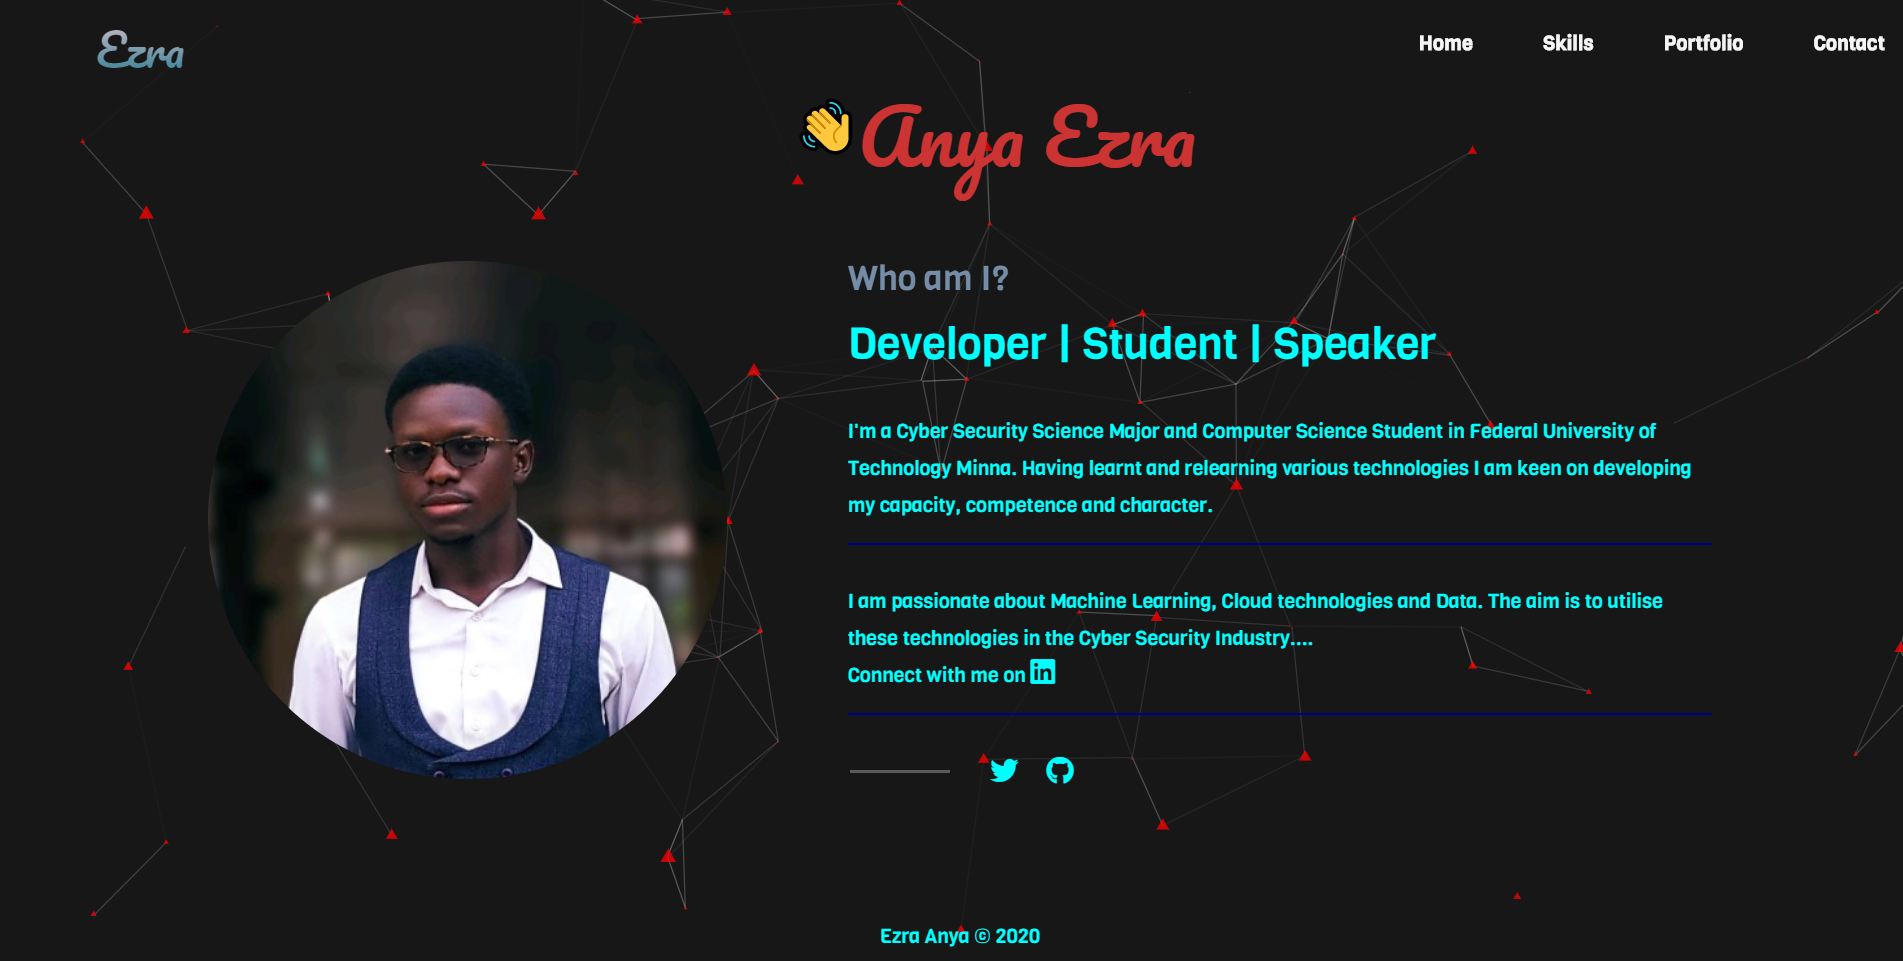 Ezra
Home Skills Portfolio Contact
Anya Ezra
Who am I?
Developer | Student | Speaker
I'm a Cyber Security Science Major and Computer Science Student in Federal University of
Technology Minna. Having learnt and relearning various technologies I am keen on developing
my capacity, competence and character.
I am passionate about Machine Learning, Cloud technologies and Data. The aim is to utilise
these technologies in the Cyber Security Industry....
Connect with me on in
Ezra Anya © 2020